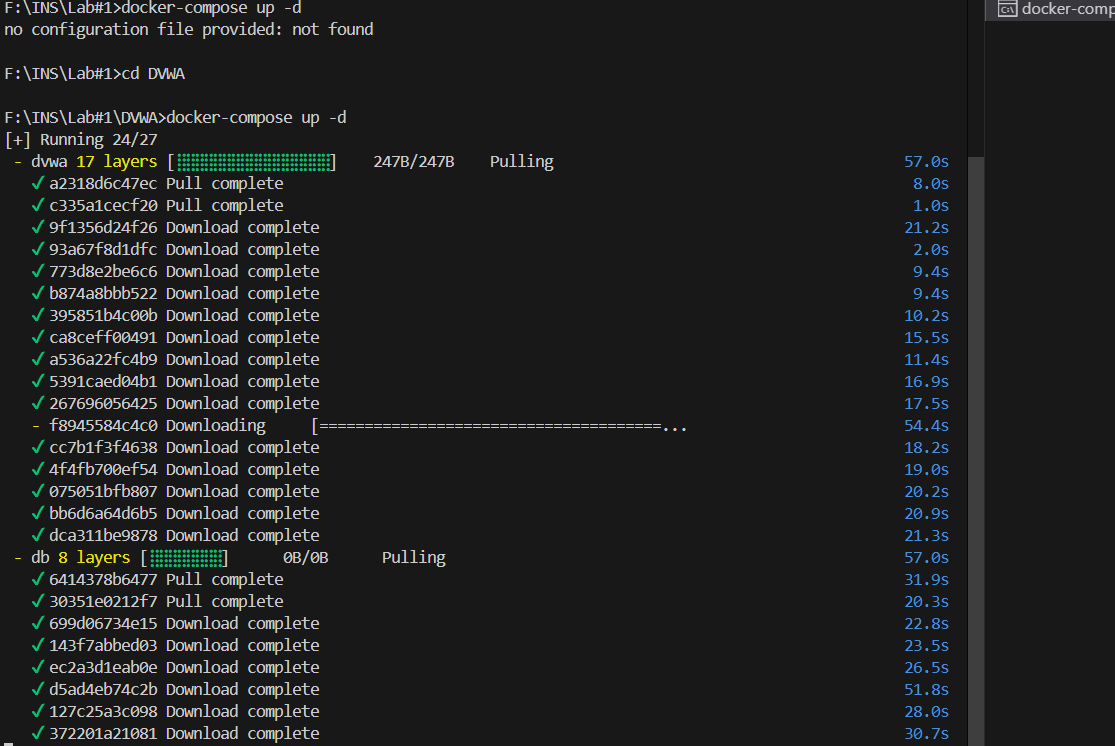 F:\INS\Lab#1>docker-compose up -d
no configuration file provided: not found
F:\INS\Lab#1>cd DVWA
F:\INS\Lab#1\DVWA>docker-compose up -d
[+] Running 24/27
- dvwa 17 layers [⣿⣿⣿⣿⣿⣿⣿⣿⣿⣿⣿⣿⣿⣿⣿⣿⣿] 247B/247B Pulling 57.0s
✔ a2318d6c47ec Pull complete 8.0s
✔ c335a1cecf20 Pull complete 1.0s
✔ 9f1356d24f26 Download complete 21.2s
✔ 93a67f8d1dfc Download complete 2.0s
✔ 773d8e2be6c6 Download complete 9.4s
✔ b874a8bbb522 Download complete 9.4s
✔ 395851b4c00b Download complete 10.2s
✔ ca8ceff00491 Download complete 15.5s
✔ a536a22fc4b9 Download complete 11.4s
✔ 5391caed04b1 Download complete 16.9s
✔ 267696056425 Download complete 17.5s
- f8945584c4c0 Downloading [======================================... 54.4s
✔ cc7b1f3f4638 Download complete 18.2s
✔ 4f4fb700ef54 Download complete 19.0s
✔ 075051bfb807 Download complete 20.2s
✔ bb6d6a64d6b5 Download complete 20.9s
✔ dca311be9878 Download complete 21.3s
- db 8 layers [⣿⣿⣿⣿⣿⣿⣿⣿] 0B/0B Pulling 57.0s
✔ 6414378b6477 Pull complete 31.9s
✔ 30351e0212f7 Pull complete 20.3s
✔ 699d06734e15 Download complete 22.8s
✔ 143f7abbed03 Download complete 23.5s
✔ ec2a3d1eab0e Download complete 26.5s
✔ d5ad4eb74c2b Download complete 51.8s
✔ 127c25a3c098 Download complete 28.0s
✔ 372201a21081 Download complete 30.7s
docker-comp